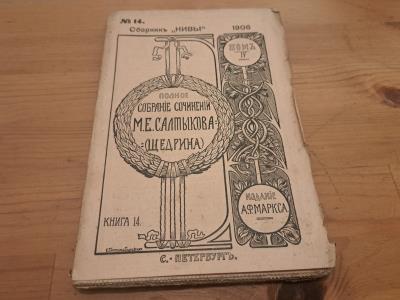 № 14.
Сборникъ „НИВЫ“ 1906
ТОМЪ
IV
ПОЛНОЕ
СОБРАНІЕ СОЧИНЕНІЙ
М. Е. САЛТЫКОВА-
(ЩЕДРИНА)
ИЗДАНІЕ
А.Ф.МАРКСА
КНИГА 14.
С. ПЕТЕРБУРГЪ.